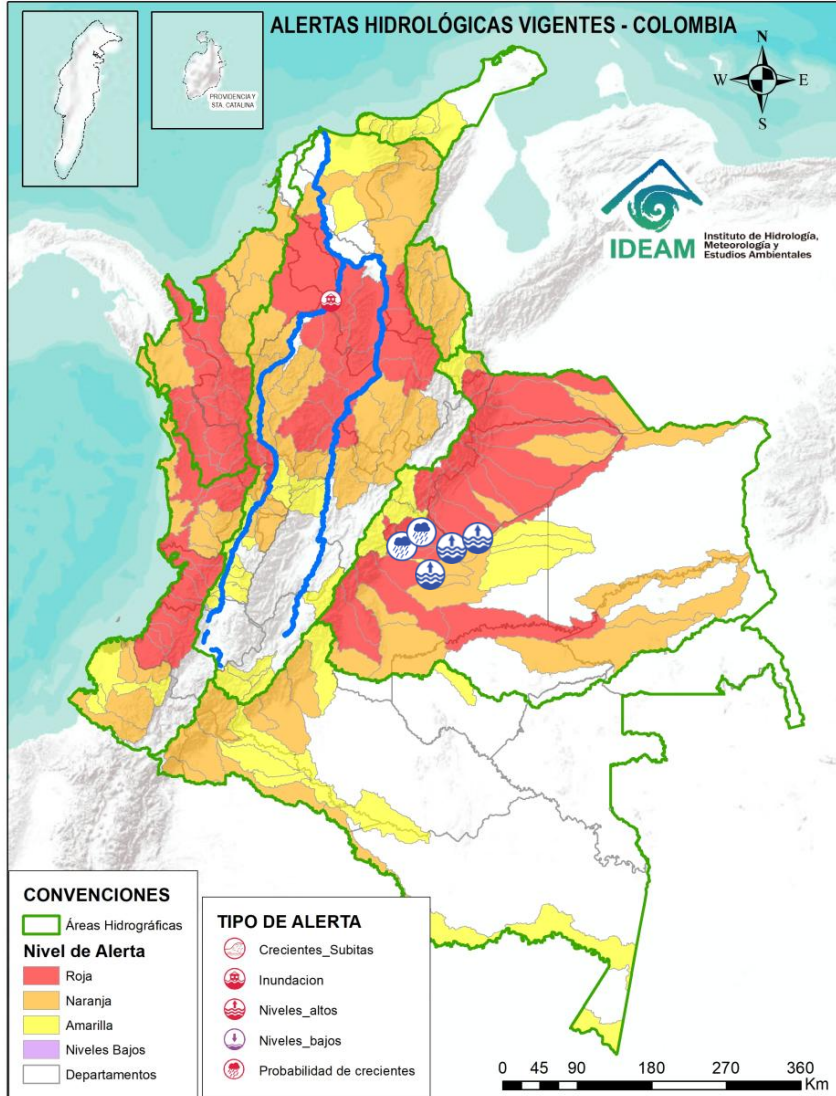 ALERTAS HIDROLÓGICAS VIGENTES - COLOMBIA
PROVIDENCIA Y
STA. CATALINA
N
W
E
S
IDEAM
Instituto de Hidrología,
Meteorología y
Estudios Ambientales
CONVENCIONES
Áreas Hidrográficas
Nivel de Alerta
Roja
Naranja
Amarilla
Niveles Bajos
Departamentos
TIPO DE ALERTA
Crecientes_Subitas
Inundacion
Niveles_altos
Niveles_bajos
Probabilidad de crecientes
0 45 90 180 270 360
Km